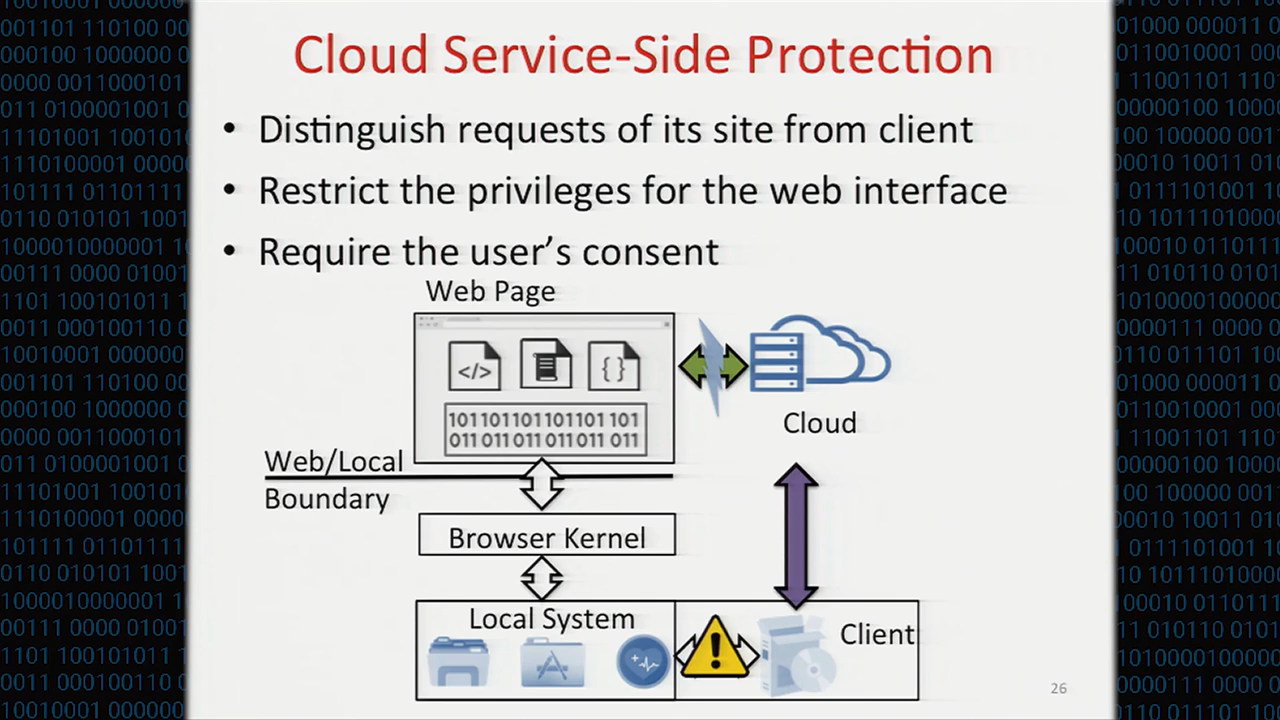 Cloud Service-Side Protection
• Distinguish requests of its site from client
• Restrict the privileges for the web interface
• Require the user's consent
Web Page
</>
{ }
101101101101101 101
011 011 011 011 011 011
Cloud
Web/Local
Boundary
Browser Kernel
Local System
Client
26